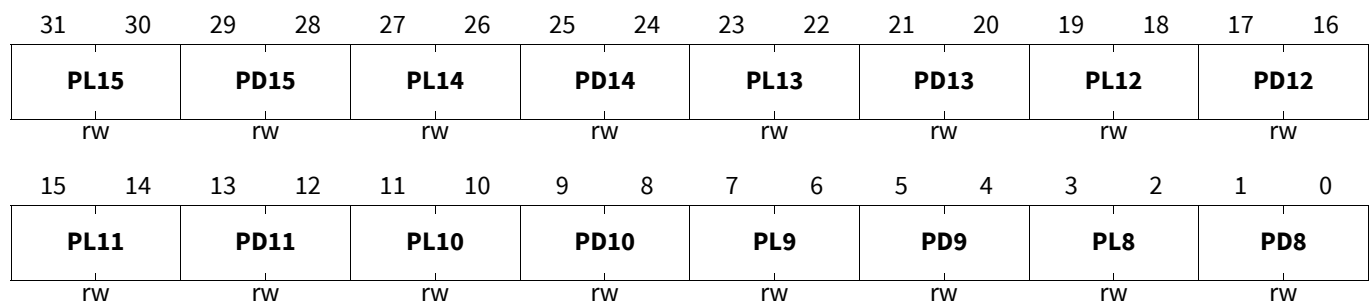 31 30 29 28 27 26 25 24 23 22 21 20 19 18 17 16
PL15 PD15 PL14 PD14 PL13 PD13 PL12 PD12
rw rw rw rw rw rw rw rw
15 14 13 12 11 10 9 8 7 6 5 4 3 2 1 0
PL11 PD11 PL10 PD10 PL9 PD9 PL8 PD8
rw rw rw rw rw rw rw rw